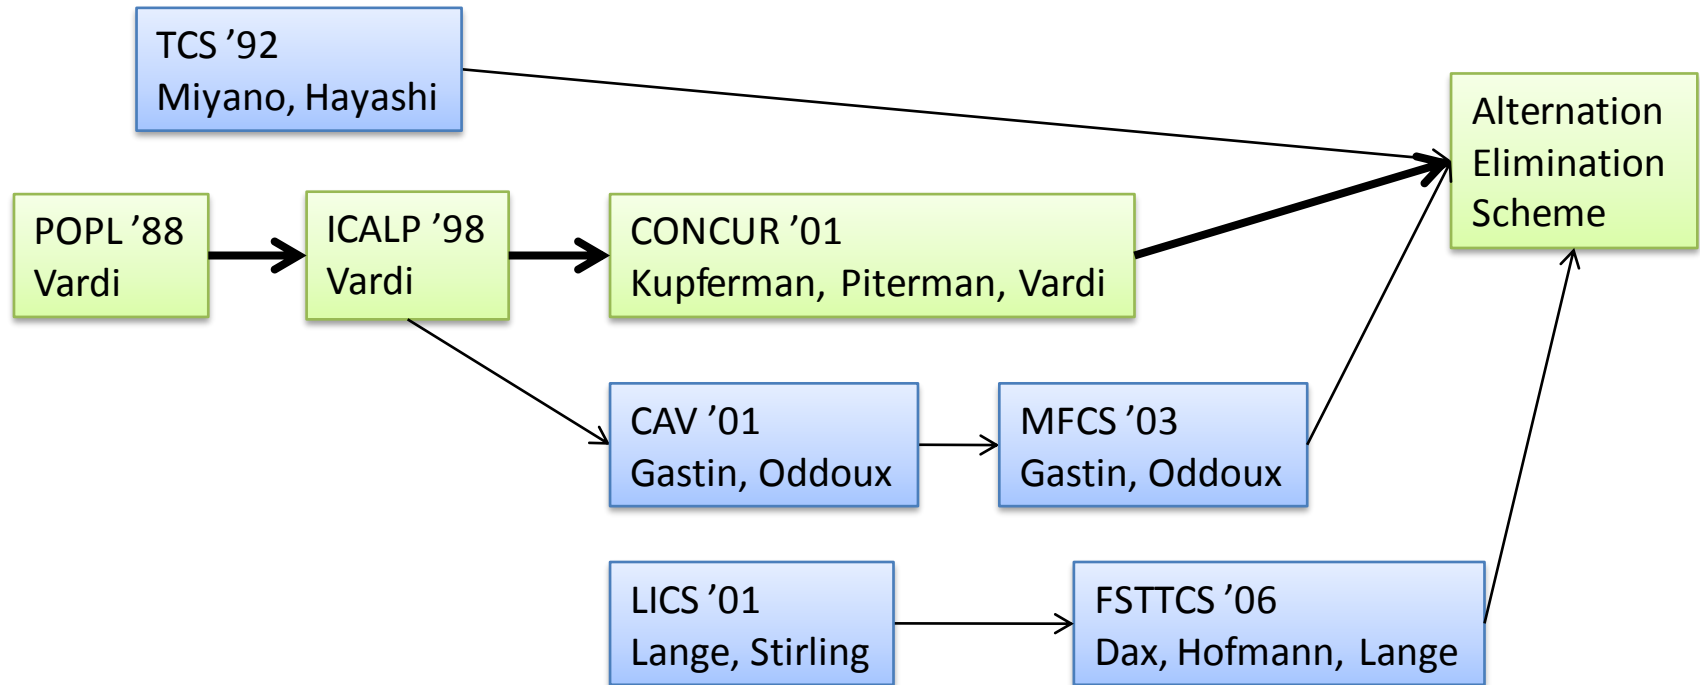 TCS ’92
Miyano, Hayashi
Alternation
Elimination
Scheme
POPL ’88
Vardi
ICALP ’98
Vardi
CONCUR ’01
Kupferman, Piterman, Vardi
CAV ’01
Gastin, Oddoux
MFCS ’03
Gastin, Oddoux
LICS ’01
Lange, Stirling
FSTTCS ’06
Dax, Hofmann, Lange